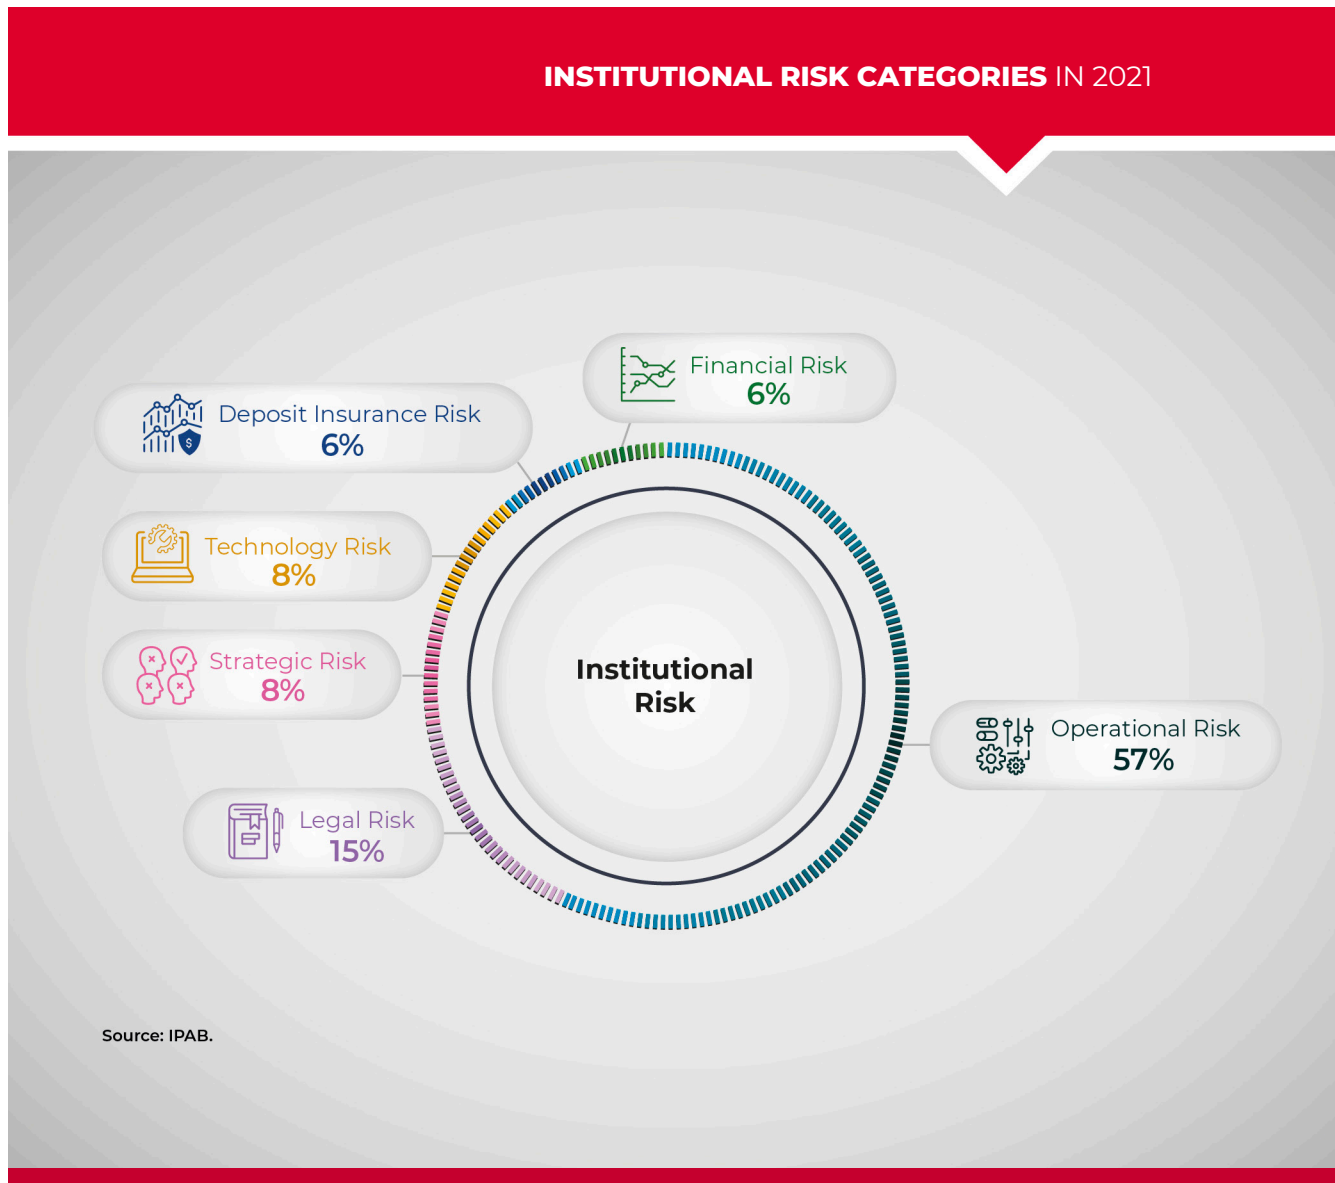 INSTITUTIONAL RISK CATEGORIES IN 2021
Financial Risk
6%
Deposit Insurance Risk
6%
$
Technology Risk
8%
Strategic Risk
8%
Institutional
Risk
Operational Risk
57%
Legal Risk
15%
Source: IPAB.